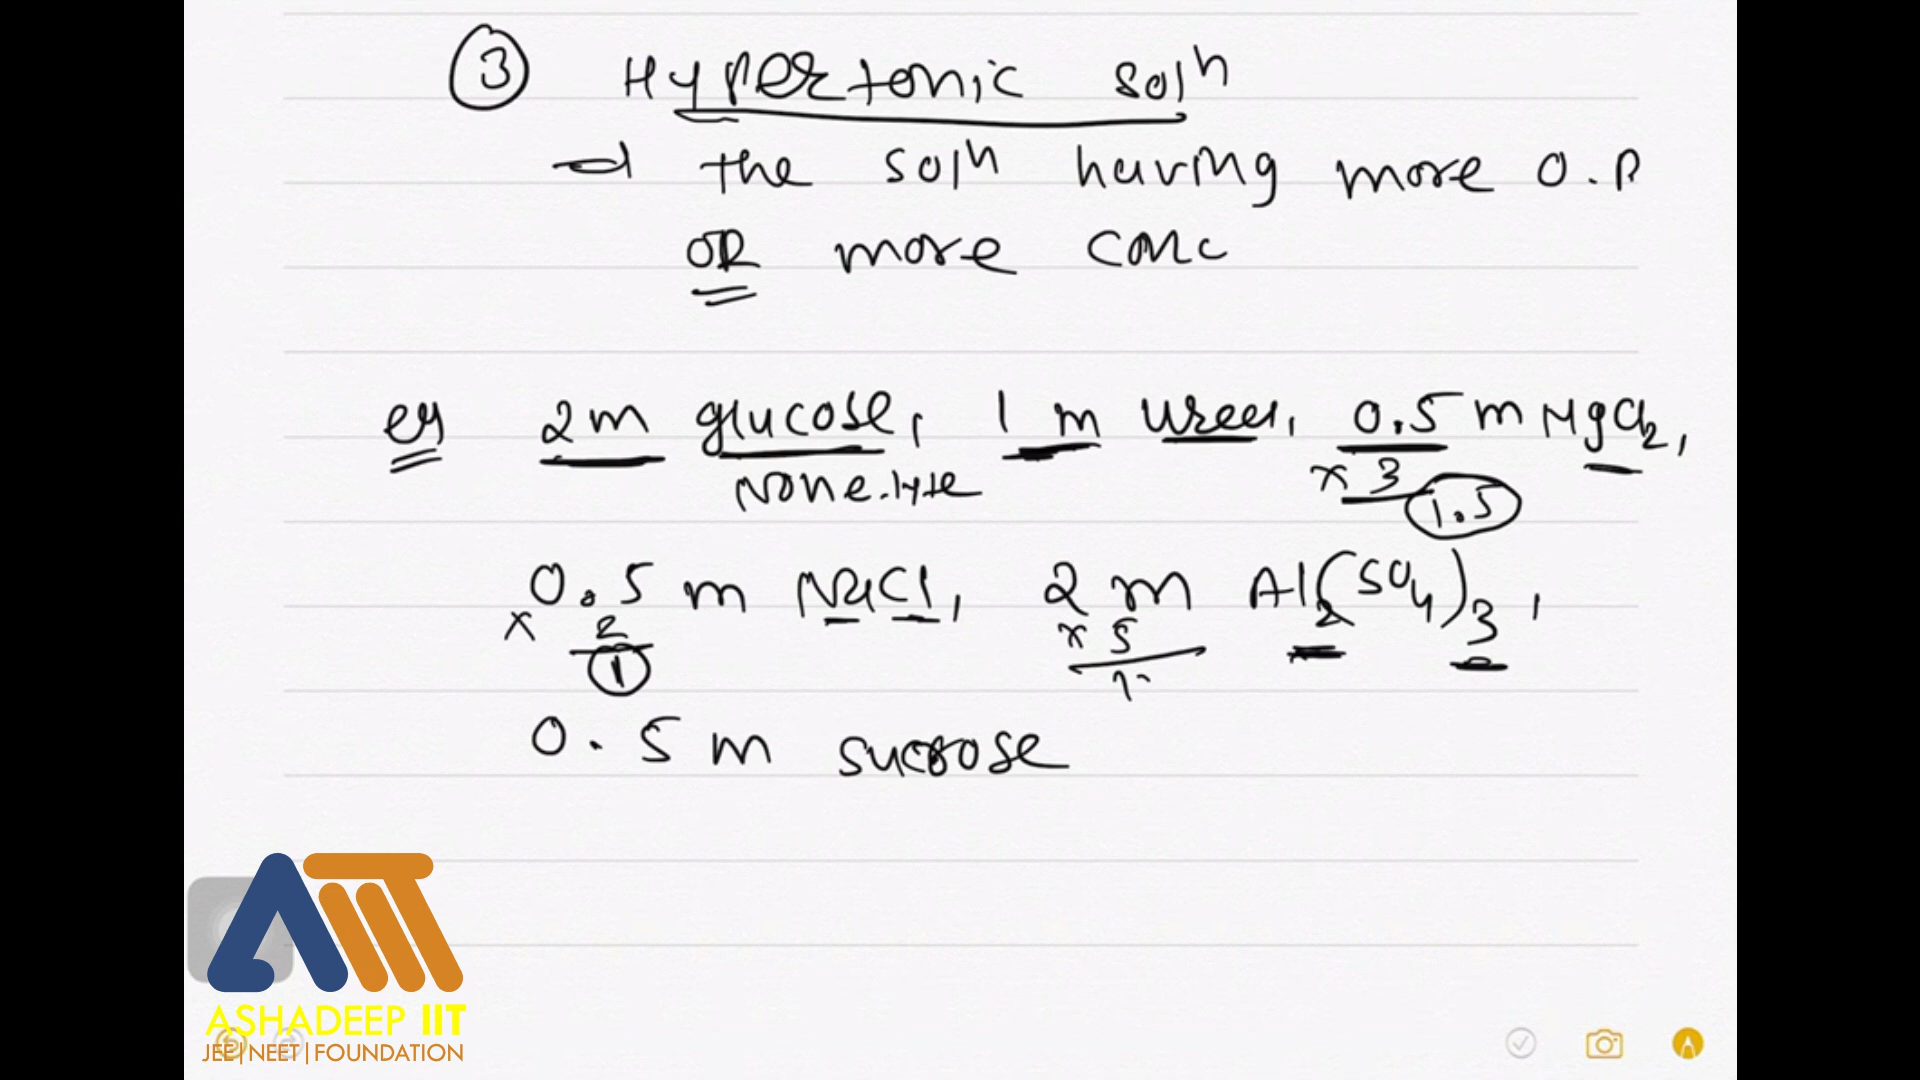 3 Hypertonic solⁿ
→ the solⁿ having more O.P
OR more conc
eg 2m glucose, 1 m urea, 0.5 m MgCl₂,
None.lyte x 3 1.5
0.5 m NaCl, 2 m Al₂(SO₄)₃,
x 2 x 5
1
0.5 m sucrose
ASHADEEP IIT
JEE|NEET|FOUNDATION